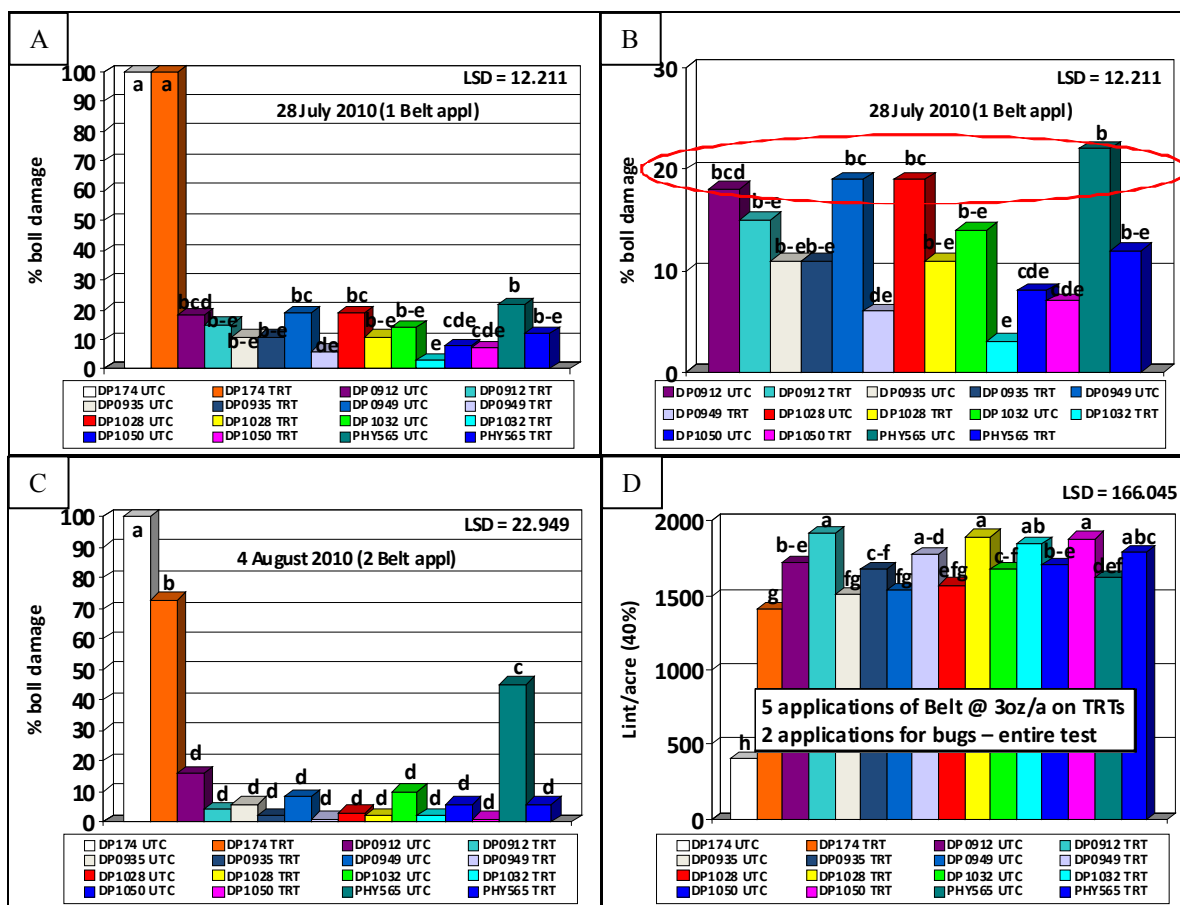 A
LSD = 12.211
28 July 2010 (1 Belt appl)
% boll damage
100
90
80
70
60
50
40
30
20
10
0
a
a
bcd
b-e
b-e
b-e
bc
de
bc
b-e
b-e
e
cde
cde
b
b-e
DP174 UTC DP174 TRT DP0912 UTC DP0912 TRT
DP0935 UTC DP0935 TRT DP0949 UTC DP0949 TRT
DP1028 UTC DP1028 TRT DP1032 UTC DP1032 TRT
DP1050 UTC DP1050 TRT PHY565 UTC PHY565 TRT
B
LSD = 12.211
28 July 2010 (1 Belt appl)
% boll damage
30
20
10
0
bcd
b-e
b-e
b-e
bc
de
bc
b-e
b-e
e
cde
cde
b
b-e
DP0912 UTC DP0912 TRT DP0935 UTC DP0935 TRT DP0949 UTC
DP0949 TRT DP1028 UTC DP1028 TRT DP1032 UTC DP1032 TRT
DP1050 UTC DP1050 TRT PHY565 UTC PHY565 TRT
C
LSD = 22.949
4 August 2010 (2 Belt appl)
% boll damage
100
90
80
70
60
50
40
30
20
10
0
a
b
d
d
d
d
d
d
d
d
d
d
d
d
c
d
DP174 UTC DP174 TRT DP0912 UTC DP0912 TRT
DP0935 UTC DP0935 TRT DP0949 UTC DP0949 TRT
DP1028 UTC DP1028 TRT DP1032 UTC DP1032 TRT
DP1050 UTC DP1050 TRT PHY565 UTC PHY565 TRT
D
LSD = 166.045
Lint/acre (40%)
2000
1500
1000
500
0
h
g
b-e
a
fg
c-f
fg
a-d
efg
a
c-f
ab
b-e
a
def
abc
5 applications of Belt @ 3oz/a on TRTs
2 applications for bugs – entire test
DP174 UTC DP174 TRT DP0912 UTC DP0912 TRT
DP0935 UTC DP0935 TRT DP0949 UTC DP0949 TRT
DP1028 UTC DP1028 TRT DP1032 UTC DP1032 TRT
DP1050 UTC DP1050 TRT PHY565 UTC PHY565 TRT